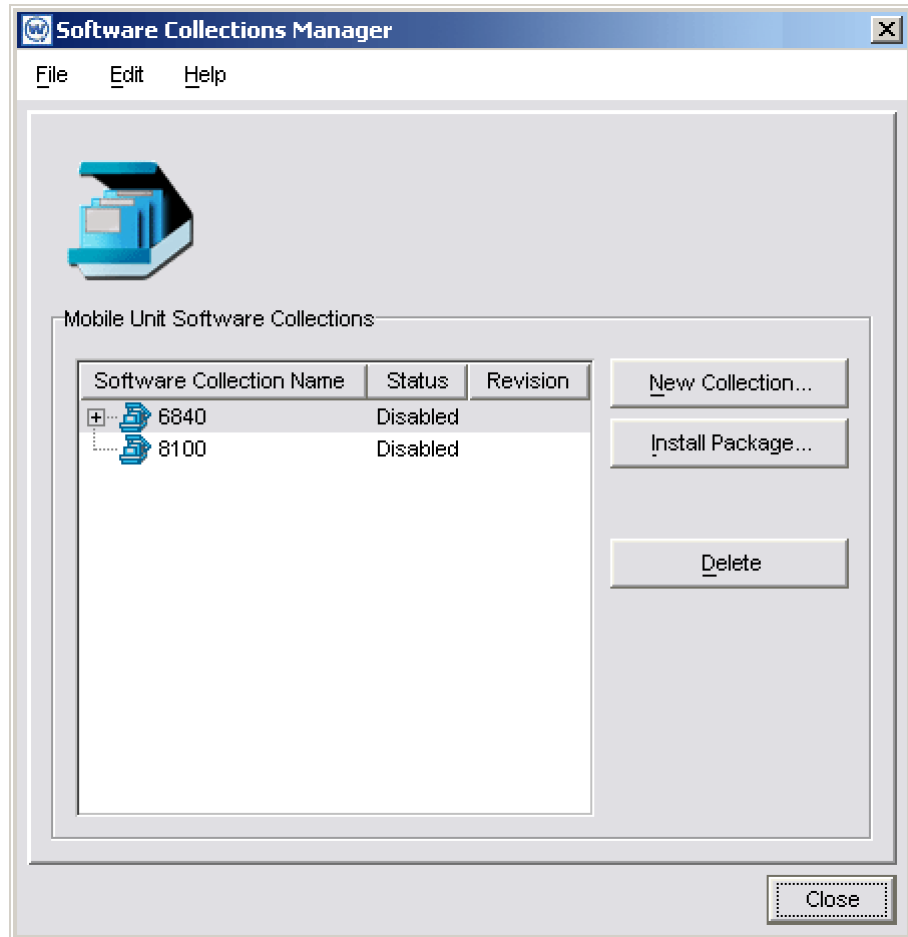 Software Collections Manager
File Edit Help
Mobile Unit Software Collections
Software Collection Name Status Revision
6840 Disabled
8100 Disabled
New Collection...
Install Package...
Delete
Close